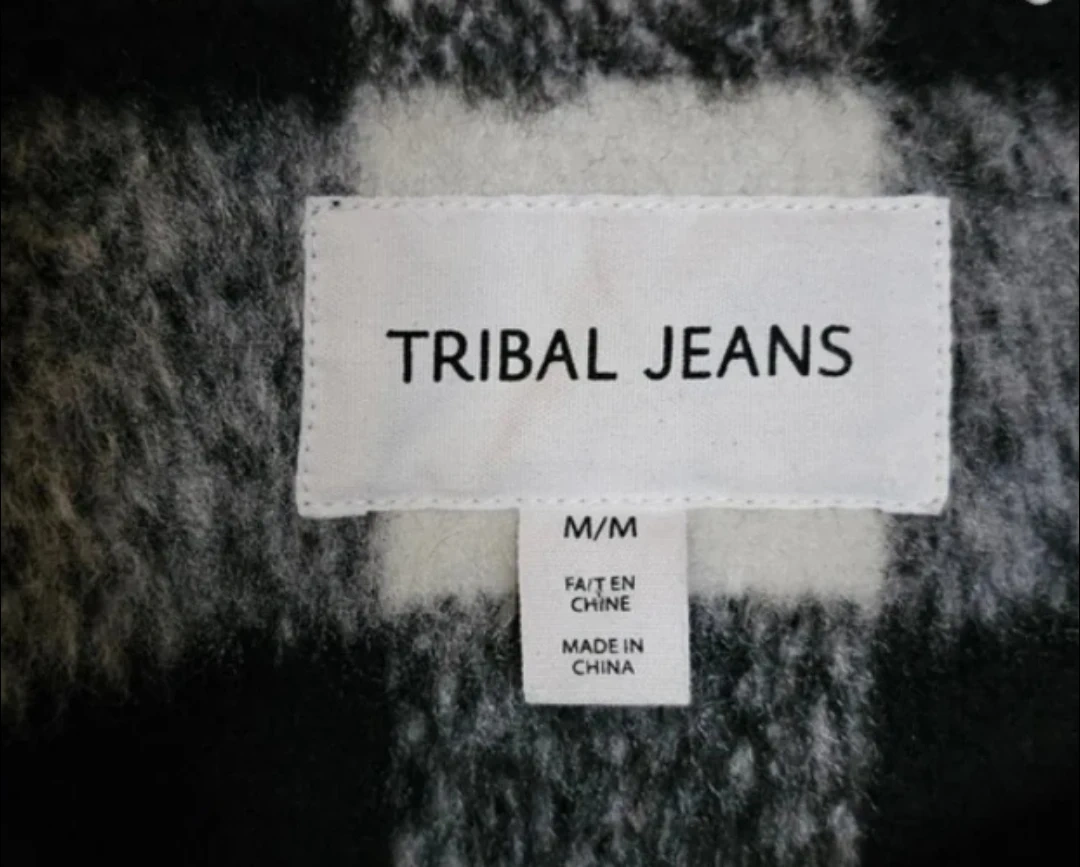 TRIBAL JEANS
M/M
FAIT EN
CHINE
MADE IN
CHINA